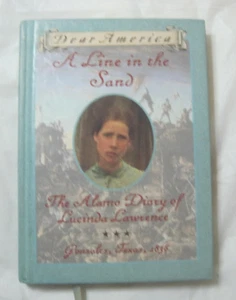 Dear America
A Line in the
Sand
The Alamo Diary of
Lucinda Lawrence
Gonzales, Texas, 1836